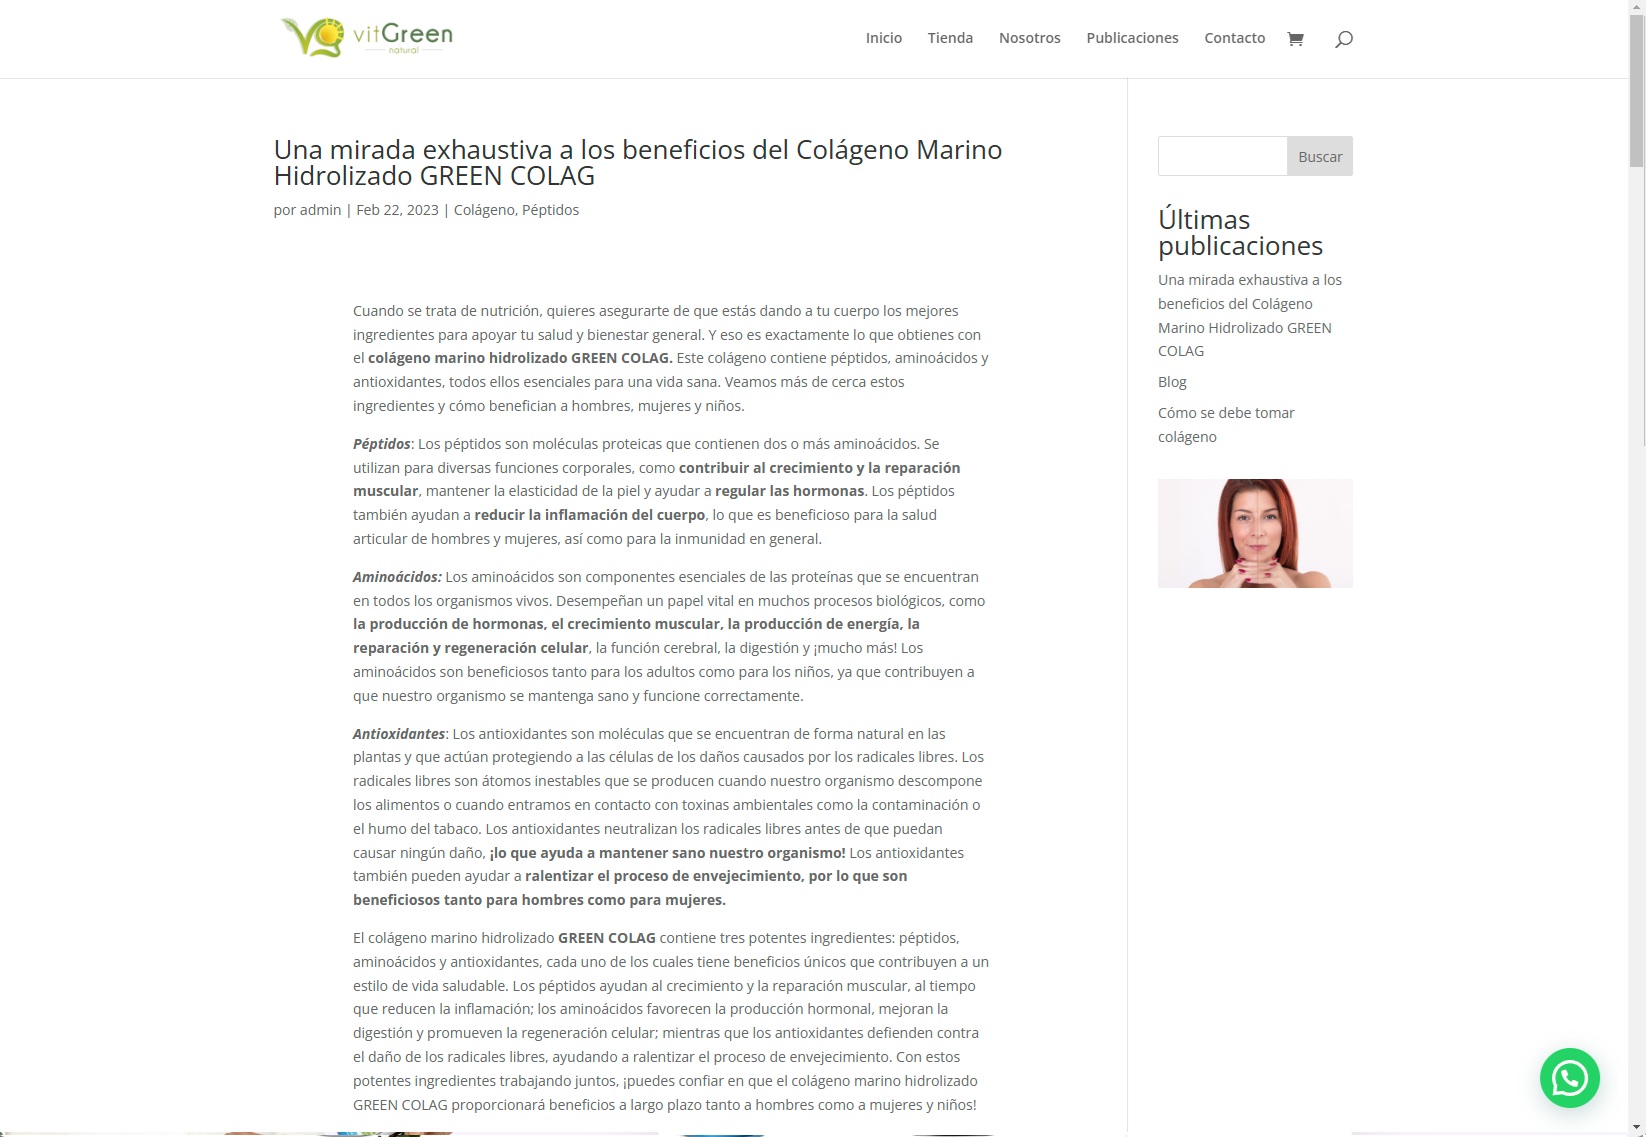 vitGreen
natural
Inicio
Tienda
Nosotros
Publicaciones
Contacto
Una mirada exhaustiva a los beneficios del Colágeno Marino
Hidrolizado GREEN COLAG
por admin | Feb 22, 2023 | Colágeno, Péptidos
Cuando se trata de nutrición, quieres asegurarte de que estás dando a tu cuerpo los mejores
ingredientes para apoyar tu salud y bienestar general. Y eso es exactamente lo que obtienes con
el colágeno marino hidrolizado GREEN COLAG. Este colágeno contiene péptidos, aminoácidos y
antioxidantes, todos ellos esenciales para una vida sana. Veamos más de cerca estos
ingredientes y cómo benefician a hombres, mujeres y niños.
Péptidos: Los péptidos son moléculas proteicas que contienen dos o más aminoácidos. Se
utilizan para diversas funciones corporales, como contribuir al crecimiento y la reparación
muscular, mantener la elasticidad de la piel y ayudar a regular las hormonas. Los péptidos
también ayudan a reducir la inflamación del cuerpo, lo que es beneficioso para la salud
articular de hombres y mujeres, así como para la inmunidad en general.
Aminoácidos: Los aminoácidos son componentes esenciales de las proteínas que se encuentran
en todos los organismos vivos. Desempeñan un papel vital en muchos procesos biológicos, como
la producción de hormonas, el crecimiento muscular, la producción de energía, la
reparación y regeneración celular, la función cerebral, la digestión y ¡mucho más! Los
aminoácidos son beneficiosos tanto para los adultos como para los niños, ya que contribuyen a
que nuestro organismo se mantenga sano y funcione correctamente.
Antioxidantes: Los antioxidantes son moléculas que se encuentran de forma natural en las
plantas y que actúan protegiendo a las células de los daños causados por los radicales libres. Los
radicales libres son átomos inestables que se producen cuando nuestro organismo descompone
los alimentos o cuando entramos en contacto con toxinas ambientales como la contaminación o
el humo del tabaco. Los antioxidantes neutralizan los radicales libres antes de que puedan
causar ningún daño, ¡lo que ayuda a mantener sano nuestro organismo! Los antioxidantes
también pueden ayudar a ralentizar el proceso de envejecimiento, por lo que son
beneficiosos tanto para hombres como para mujeres.
El colágeno marino hidrolizado GREEN COLAG contiene tres potentes ingredientes: péptidos,
aminoácidos y antioxidantes, cada uno de los cuales tiene beneficios únicos que contribuyen a un
estilo de vida saludable. Los péptidos ayudan al crecimiento y la reparación muscular, al tiempo
que reducen la inflamación; los aminoácidos favorecen la producción hormonal, mejoran la
digestión y promueven la regeneración celular; mientras que los antioxidantes defienden contra
el daño de los radicales libres, ayudando a ralentizar el proceso de envejecimiento. Con estos
potentes ingredientes trabajando juntos, ¡puedes confiar en que el colágeno marino hidrolizado
GREEN COLAG proporcionará beneficios a largo plazo tanto a hombres como a mujeres y niños!
Buscar
Últimas
publicaciones
Una mirada exhaustiva a los
beneficios del Colágeno
Marino Hidrolizado GREEN
COLAG
Blog
Cómo se debe tomar
colágeno